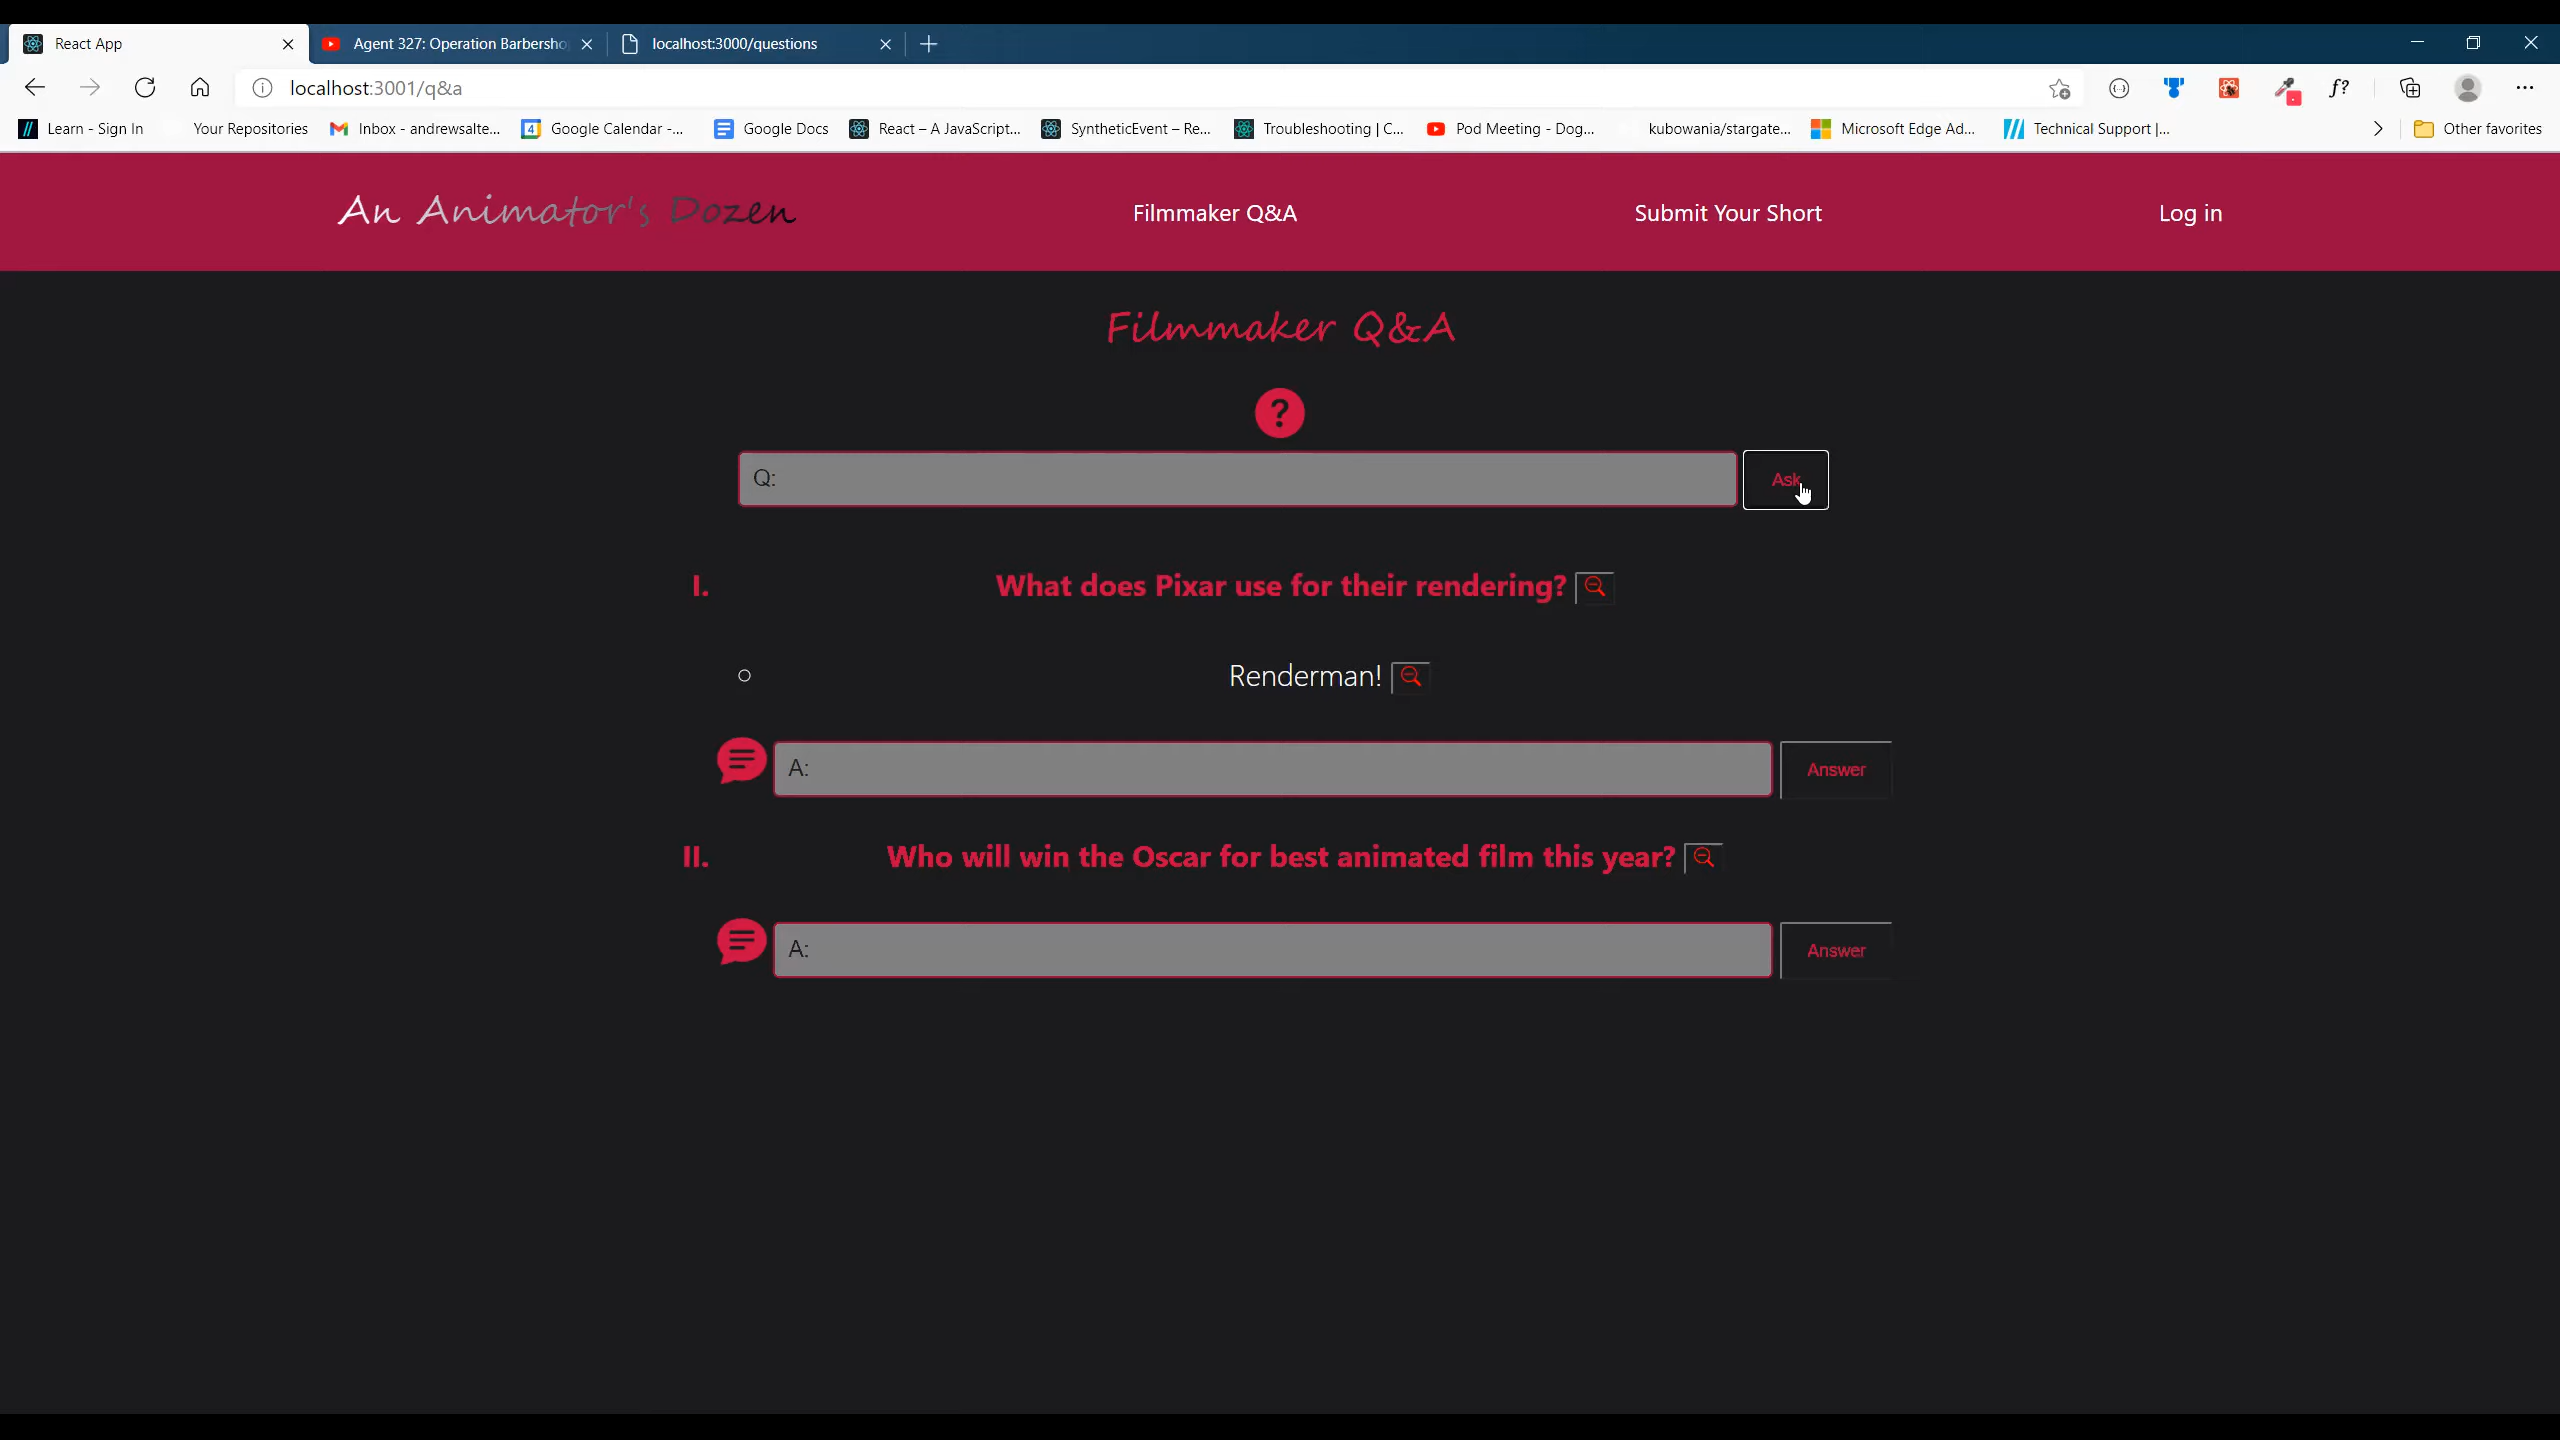 React App
Agent 327: Operation Barbersho
localhost:3000/questions
localhost:3001/q&a
Learn - Sign In
Your Repositories
Inbox - andrewsalte...
Google Calendar -...
Google Docs
React – A JavaScript...
SyntheticEvent – Re...
Troubleshooting | C...
Pod Meeting - Dog...
kubowania/stargate...
Microsoft Edge Ad...
Technical Support |...
Other favorites
An Animator's Dozen
Filmmaker Q&A
Submit Your Short
Log in
Filmmaker Q&A
?
Q:
Ask
I. What does Pixar use for their rendering?
Renderman!
A:
Answer
II. Who will win the Oscar for best animated film this year?
A:
Answer